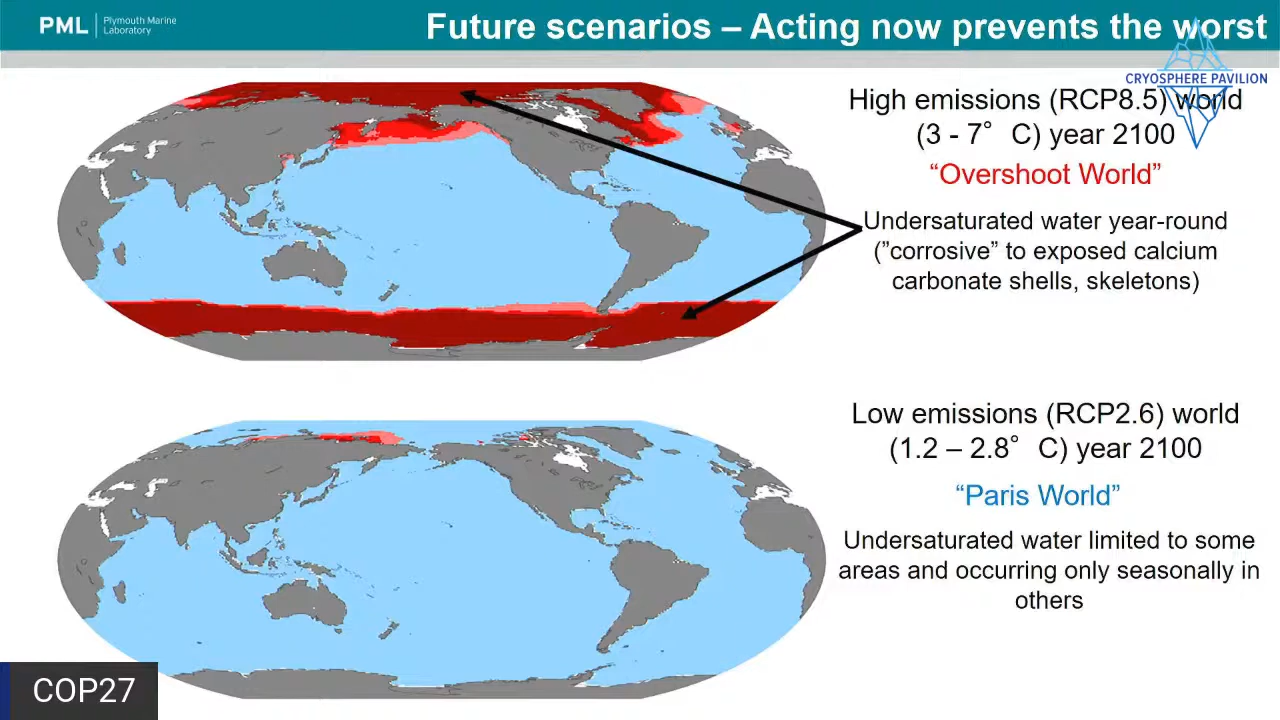 PML | Plymouth Marine
Laboratory
Future scenarios – Acting now prevents the worst
CRYOSPHERE PAVILION
High emissions (RCP8.5) world
(3 - 7° C) year 2100
“Overshoot World”
Undersaturated water year-round
(”corrosive” to exposed calcium
carbonate shells, skeletons)
Low emissions (RCP2.6) world
(1.2 – 2.8° C) year 2100
“Paris World”
Undersaturated water limited to some
areas and occurring only seasonally in
others
COP27